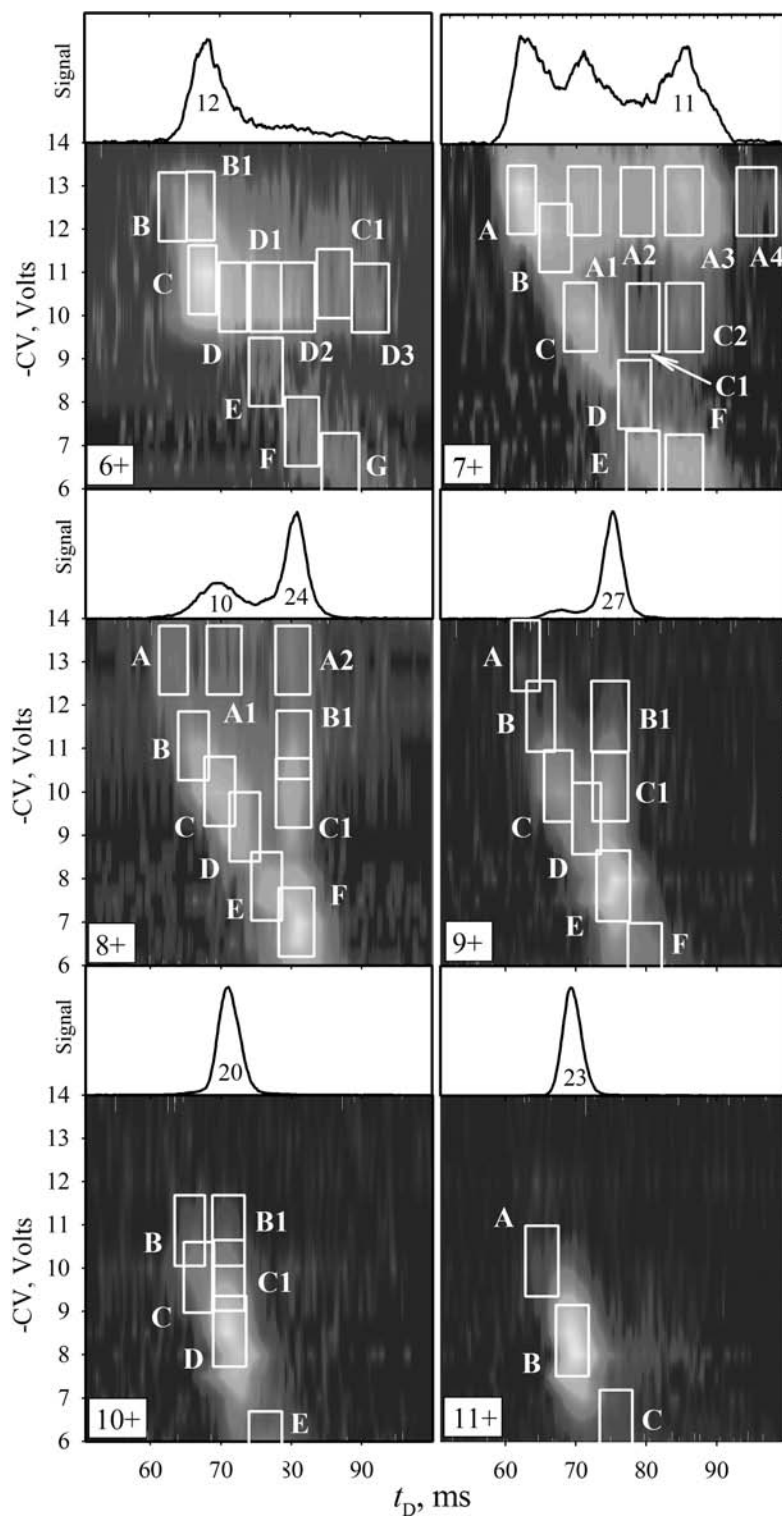 Signal
12
11
14
13
12
11
10
9
8
7
6
-CV, Volts
B1
B
C1
D1
C
D
D2
D3
E
F
G
6+
A
B
A1
A2
A3
A4
C
C2
C1
D
F
E
7+
Signal
10
24
27
14
13
12
11
10
9
8
7
6
-CV, Volts
A
A2
A1
B
B1
C
C1
D
E
F
8+
A
B
B1
C
C1
D
E
F
9+
Signal
20
23
14
13
12
11
10
9
8
7
6
-CV, Volts
B
B1
C1
C
D
E
10+
A
B
C
11+
60 70 80 90
60 70 80 90
tD, ms